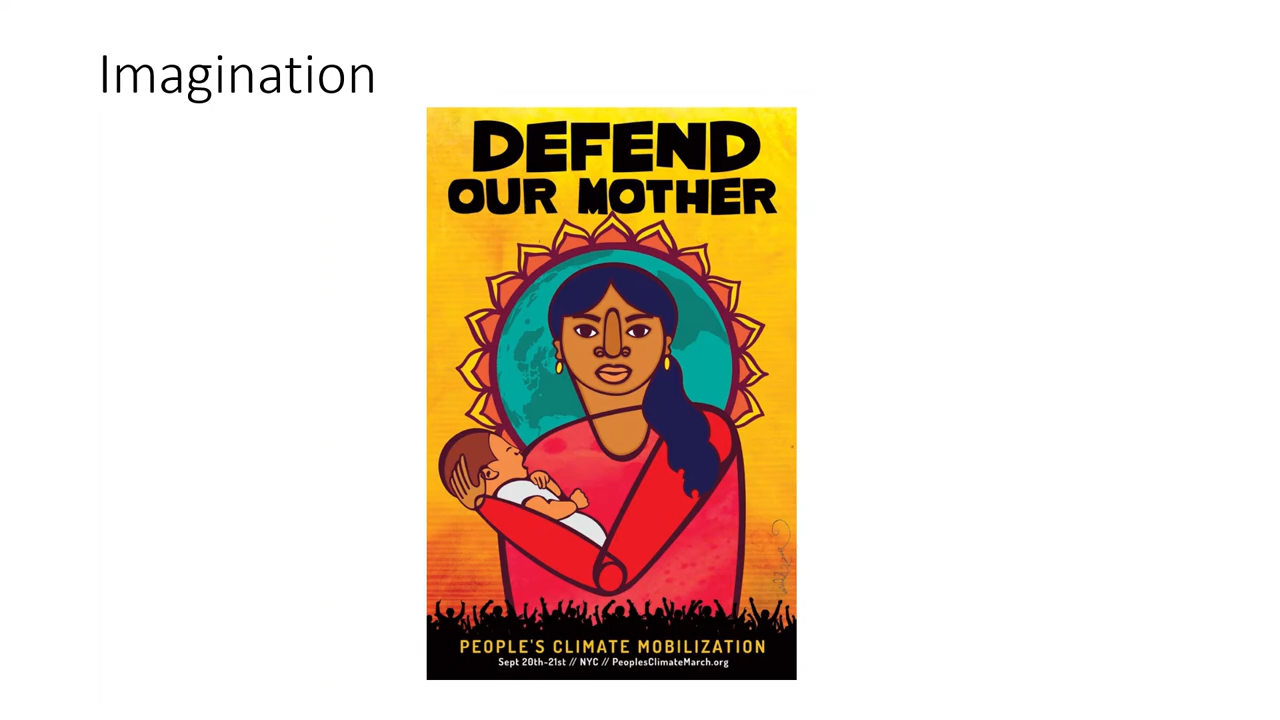 Imagination
DEFEND
OUR MOTHER
PEOPLE'S CLIMATE MOBILIZATION
Sept 20th-21st // NYC // PeoplesClimateMarch.org